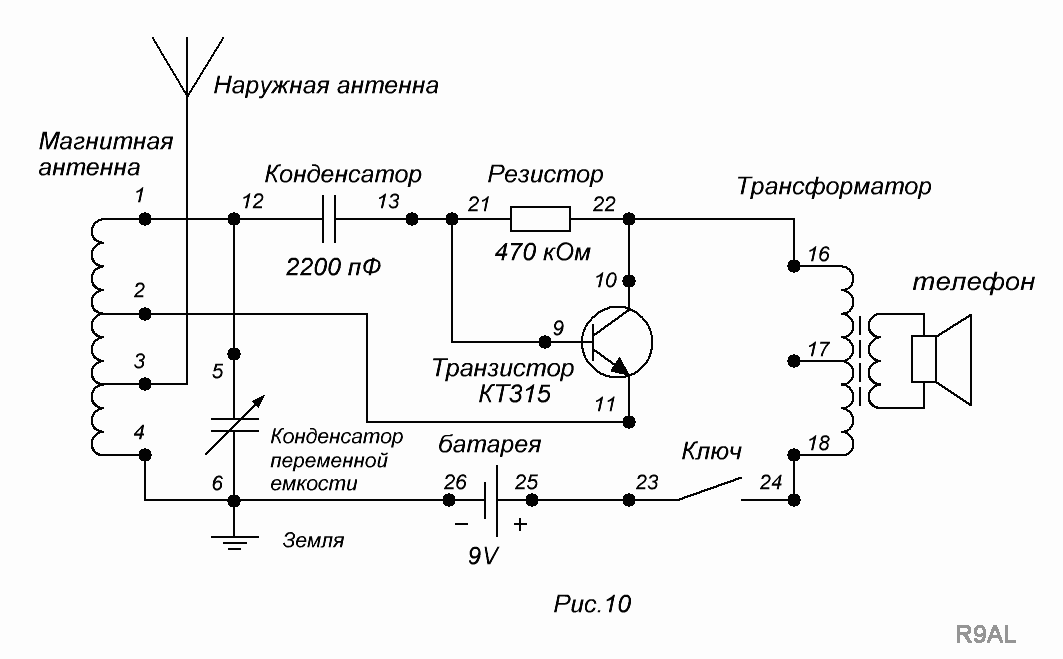 Наружная антенна
Магнитная
антенна
1
12
Конденсатор
13
2200 пФ
21
Резистор
22
470 кОм
Трансформатор
16
телефон
2
10
9
17
3
5
Транзистор
КТ315
11
4
Конденсатор
переменной
емкости
6
батарея
26
25
– +
9V
23
Ключ
24
18
Земля
Рис.10
R9AL